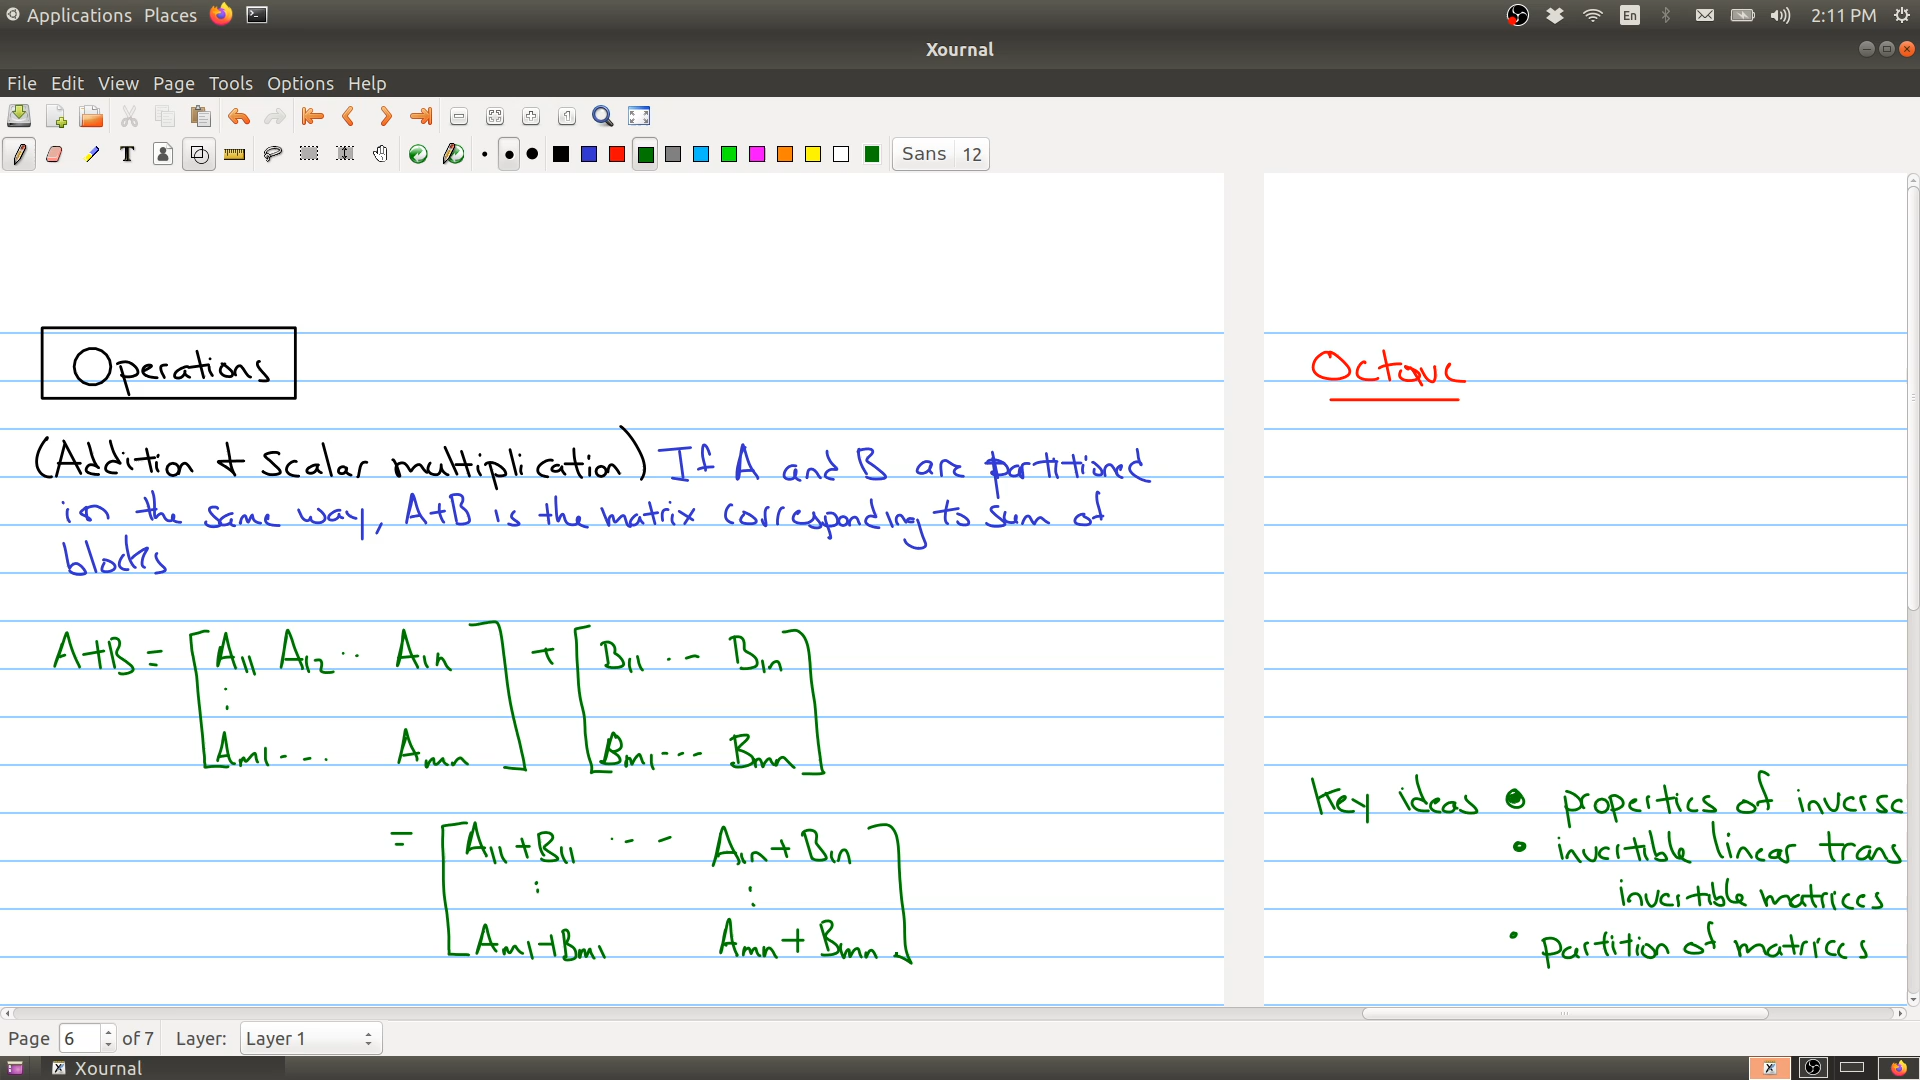 Applications Places En 2:11 PM
Xournal
File Edit View Page Tools Options Help
T Sans 12
Operations
(Addition + scalar multiplication) If A and B are partitioned
in the same way, A+B is the matrix corresponding to sum of
blocks
A+B = [ A11 A12 .. A1n ] + [ B11 .. - B1n ]
⋮
Am1 - - . Amn Bm1 ... Bmn
= [ A11 + B11 . - - A1n + B1n ]
⋮ ⋮
Am1 + Bm1 Amn + Bmn
Octave
Key ideas • properties of inverse
• invertible linear trans
invertible matrices
• partition of matrices
Page 6 of 7 Layer: Layer 1
Xournal